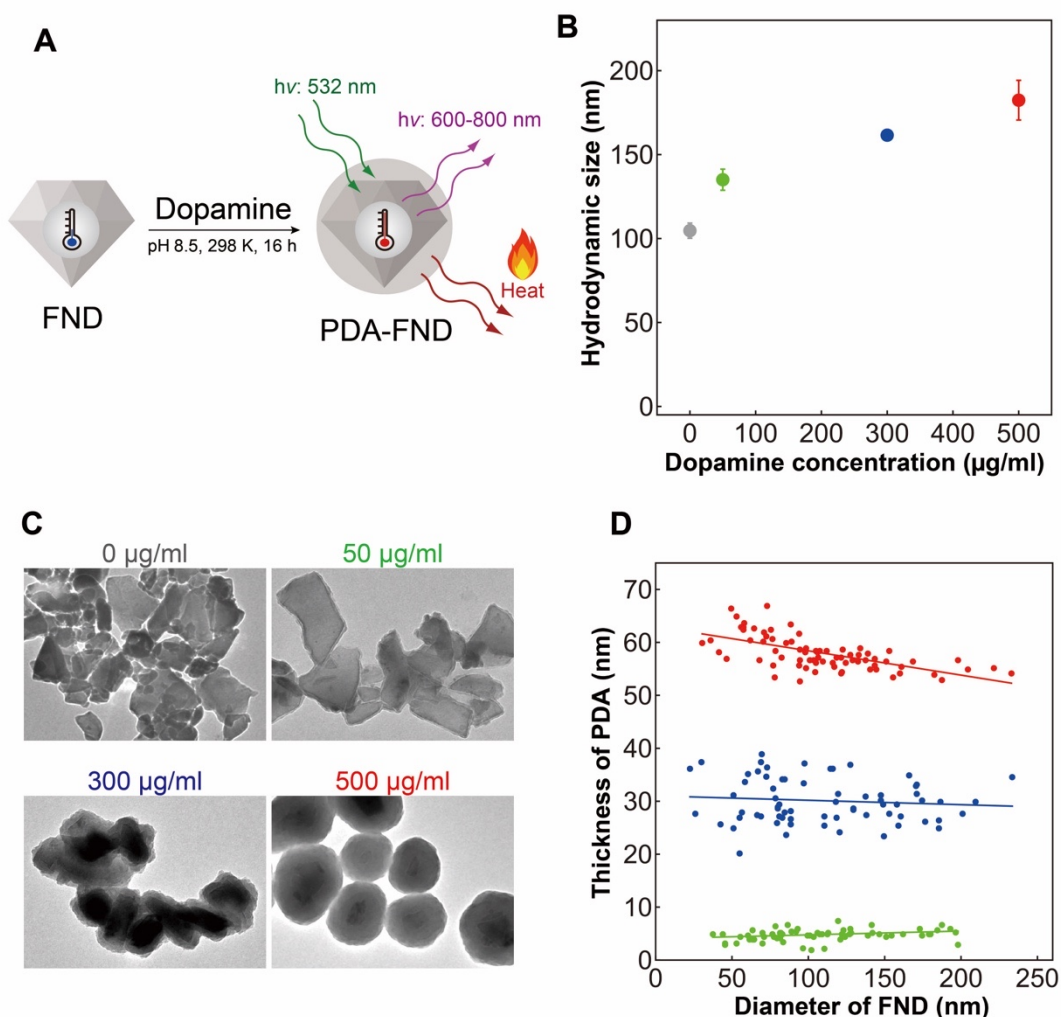 A
hν: 532 nm
hν: 600-800 nm
Dopamine
pH 8.5, 298 K, 16 h
Heat
FND
PDA-FND
B
Hydrodynamic size (nm)
200
150
100
50
0
0 100 200 300 400 500
Dopamine concentration (µg/ml)
C
0 µg/ml
50 µg/ml
300 µg/ml
500 µg/ml
D
Thickness of PDA (nm)
70
60
50
40
30
20
10
0
0 50 100 150 200 250
Diameter of FND (nm)